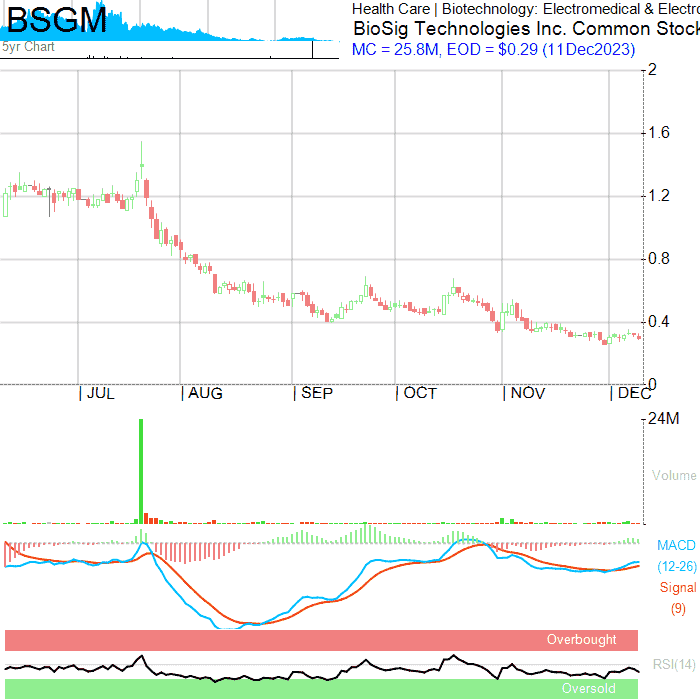 BSGM
5yr Chart
Health Care | Biotechnology: Electromedical & Electro
BioSig Technologies Inc. Common Stock
MC = 25.8M, EOD = $0.29 (11Dec2023)
2
1.6
1.2
0.8
0.4
0
| JUL | AUG | SEP | OCT | NOV | DEC
24M
Volume
MACD
(12-26)
Signal
(9)
Overbought
RSI(14)
Oversold